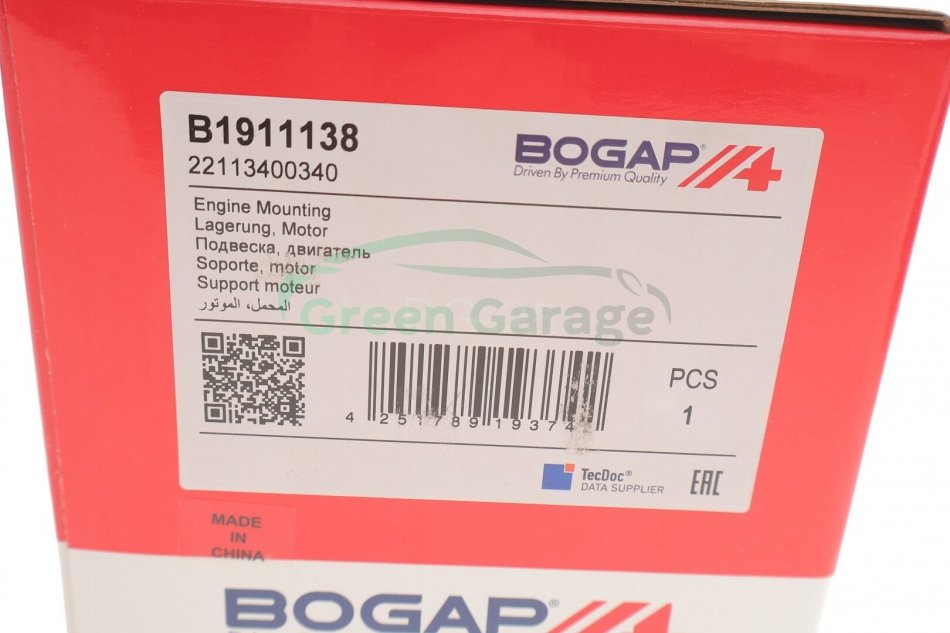 B1911138
22113400340
BOGAP®
Driven By Premium Quality
Engine Mounting
Lagerung, Motor
Подвеска, двигатель
Soporte, motor
Support moteur
المحمل، الموتور
Green Garage
PCS
1
4 251789 19374
TecDoc®
DATA SUPPLIER
EAC
MADE
IN
CHINA
BOGAP®